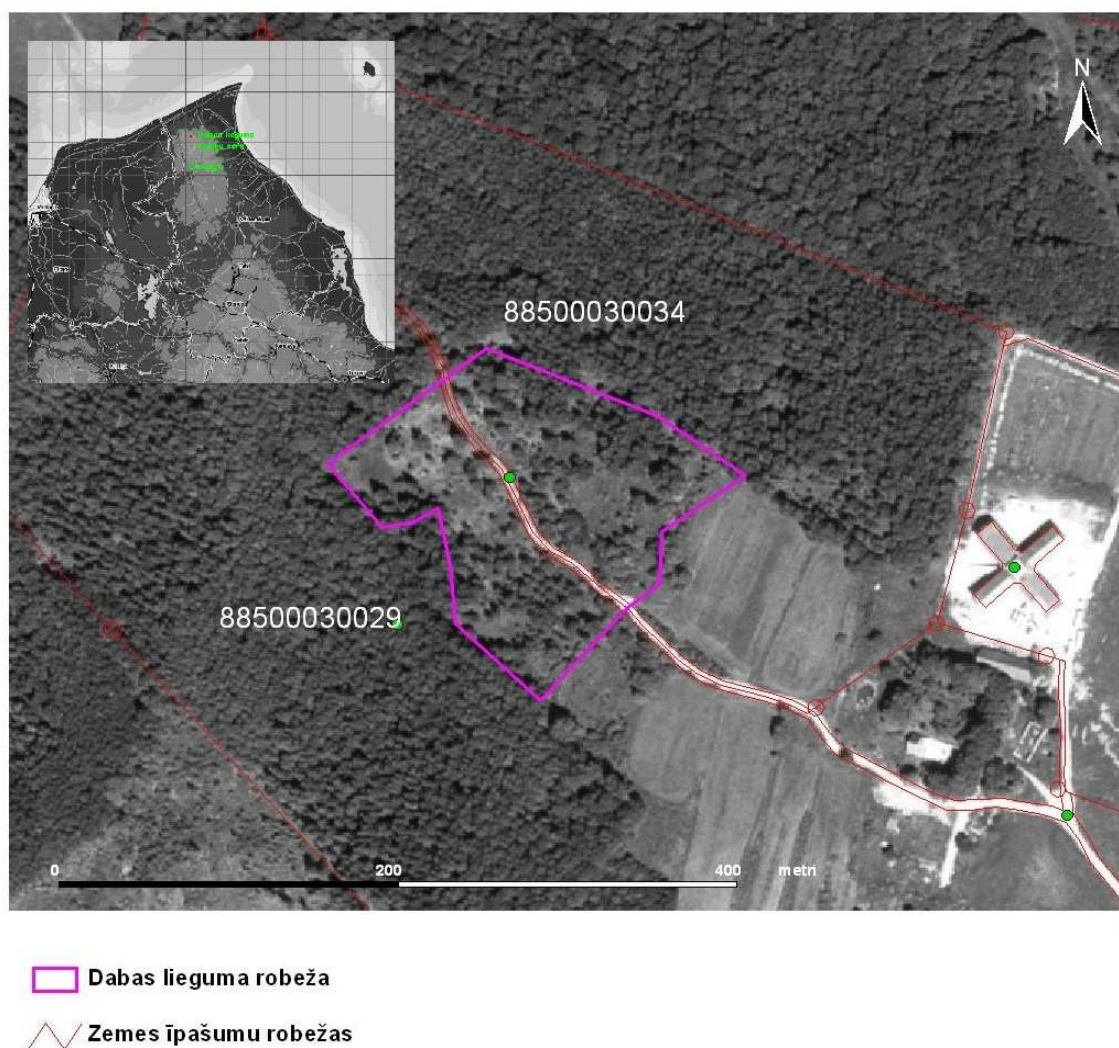 N
88500030034
88500030029
0 200 400 metri
Dabas lieguma robeža
Zemes īpašumu robežas